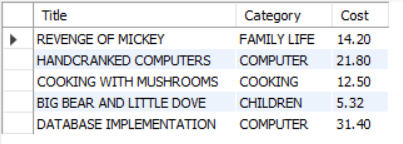 Title Category Cost
REVENGE OF MICKEY FAMILY LIFE 14.20
HANDCRANKED COMPUTERS COMPUTER 21.80
COOKING WITH MUSHROOMS COOKING 12.50
BIG BEAR AND LITTLE DOVE CHILDREN 5.32
DATABASE IMPLEMENTATION COMPUTER 31.40